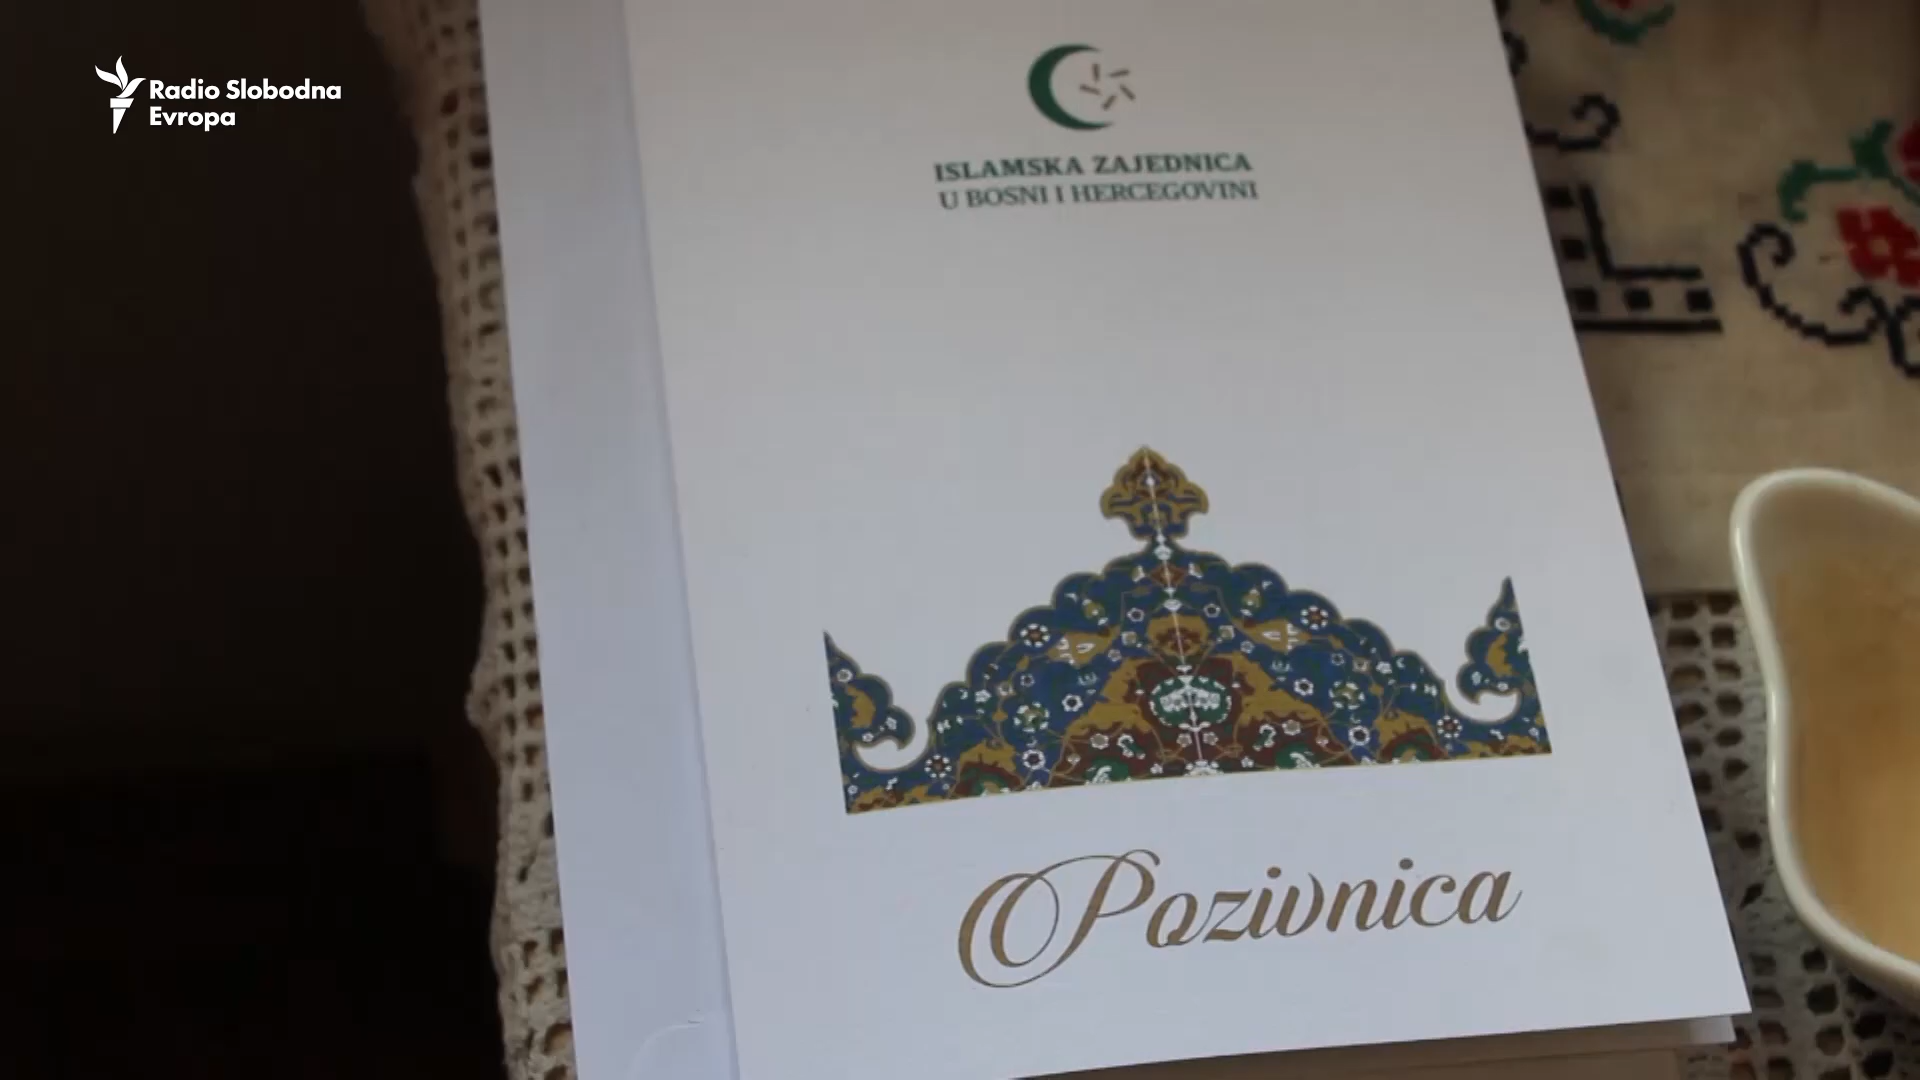 Radio Slobodna
Evropa
ISLAMSKA ZAJEDNICA
U BOSNI I HERCEGOVINI
Pozivnica